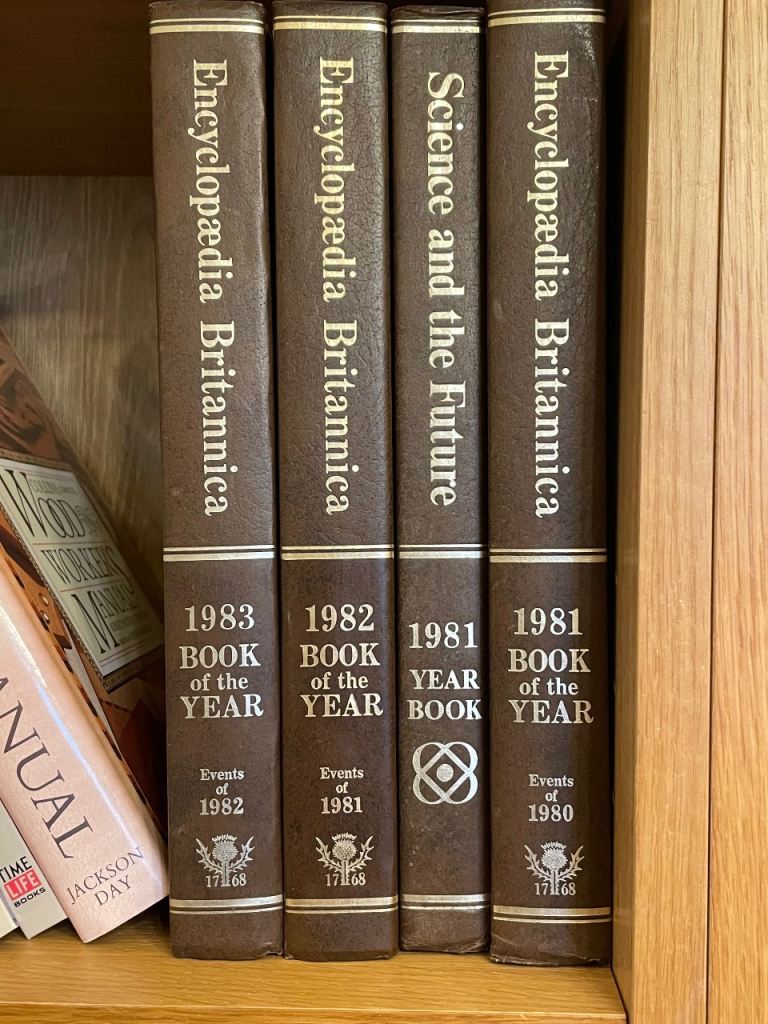 Encyclopædia Britannica
1983
BOOK
of the
YEAR
Events
of
1982
1768
Encyclopædia Britannica
1982
BOOK
of the
YEAR
Events
of
1981
1768
Science and the Future
1981
YEAR
BOOK
Encyclopædia Britannica
1981
BOOK
of the
YEAR
Events
of
1980
1768
WOOD
WORKER'S
MANUAL
ANUAL
JACKSON
DAY
TIME
LIFE
BOOKS